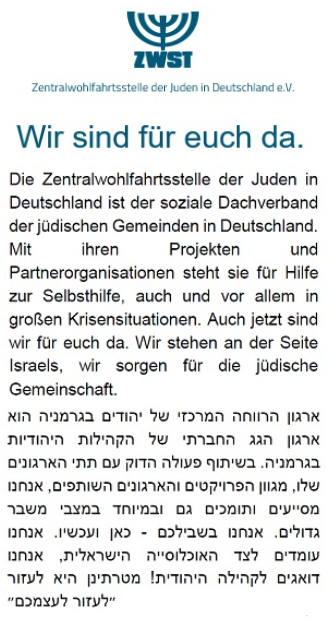 ZWST
Zentralwohlfahrtsstelle der Juden in Deutschland e.V.
Wir sind für euch da.
Die Zentralwohlfahrtsstelle der Juden in
Deutschland ist der soziale Dachverband
der jüdischen Gemeinden in Deutschland.
Mit ihren Projekten und
Partnerorganisationen steht sie für Hilfe
zur Selbsthilfe, auch und vor allem in
großen Krisensituationen. Auch jetzt sind
wir für euch da. Wir stehen an der Seite
Israels, wir sorgen für die jüdische
Gemeinschaft.
ארגון הרווחה המרכזי של יהודים בגרמניה הוא
ארגון הגג החברתי של הקהילות היהודיות
בגרמניה. בשיתוף פעולה הדוק עם תתי הארגונים
שלו, מגוון הפרויקטים והארגונים השותפים, אנחנו
מסייעים ותומכים גם ובמיוחד במצבי משבר
גדולים. אנחנו בשבילכם - כאן ועכשיו. אנחנו
עומדים לצד האוכלוסייה הישראלית, אנחנו
דואגים לקהילה היהודית! מטרתינן היא לעזור
״לעזור לעצמכם״